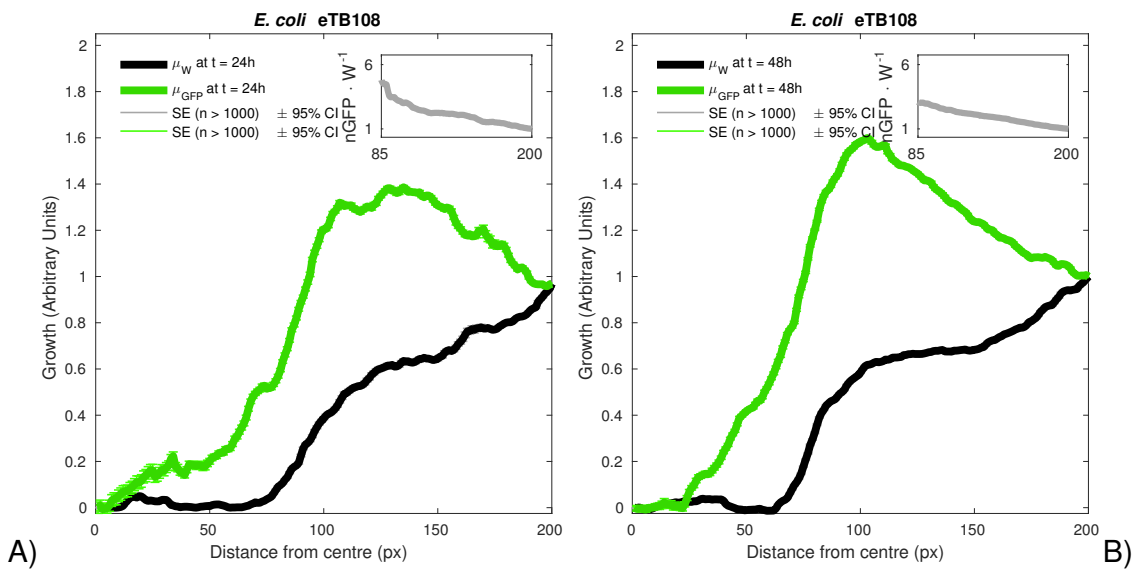 E. coli eTB108
μW at t = 24h
μGFP at t = 24h
SE (n > 1000) ± 95% CI
SE (n > 1000) ± 95% CI
nGFP · W⁻¹
6
1
85 200
Growth (Arbitrary Units)
2
1.8
1.6
1.4
1.2
1
0.8
0.6
0.4
0.2
0
0 50 100 150 200
Distance from centre (px)
A)
E. coli eTB108
μW at t = 48h
μGFP at t = 48h
SE (n > 1000) ± 95% CI
SE (n > 1000) ± 95% CI
nGFP · W⁻¹
6
1
85 200
Growth (Arbitrary Units)
2
1.8
1.6
1.4
1.2
1
0.8
0.6
0.4
0.2
0
0 50 100 150 200
Distance from centre (px)
B)